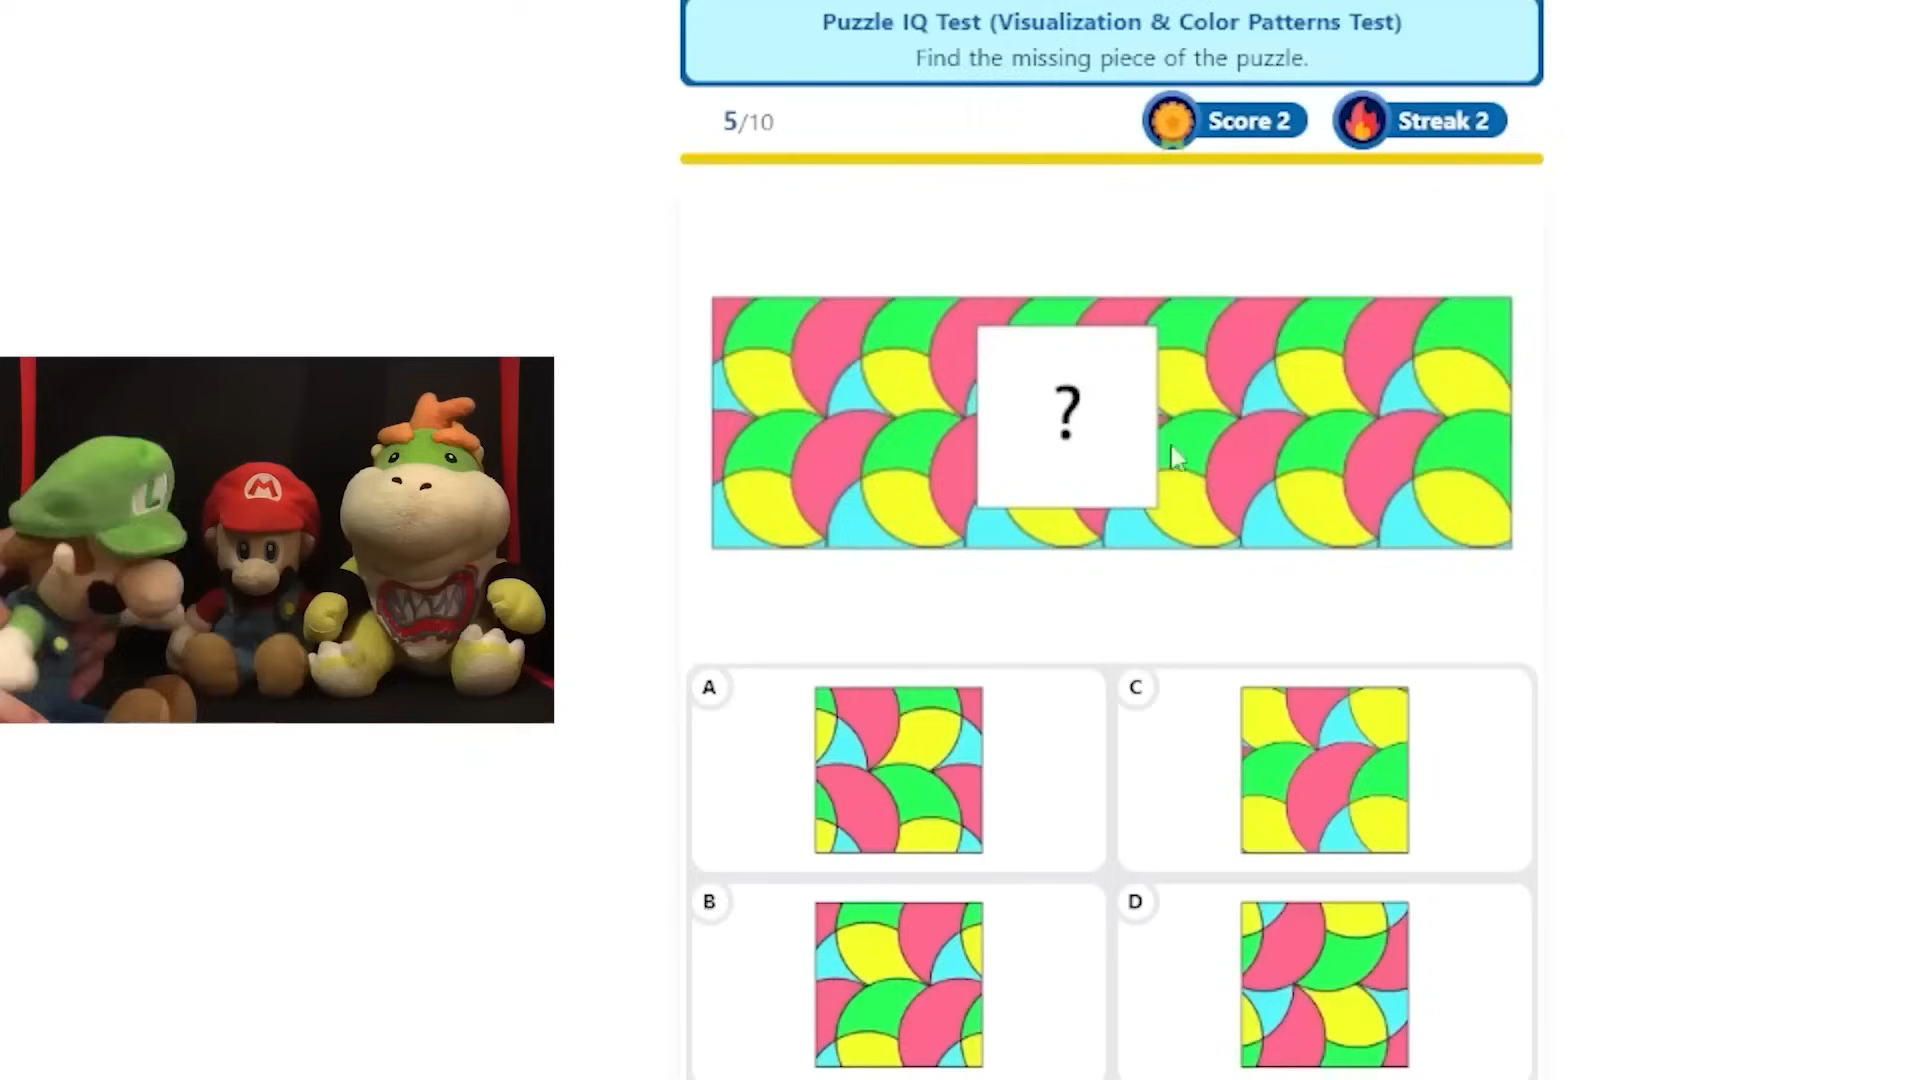 Puzzle IQ Test (Visualization & Color Patterns Test)
Find the missing piece of the puzzle.
5/10
Score 2
Streak 2
?
L
M
A
C
B
D